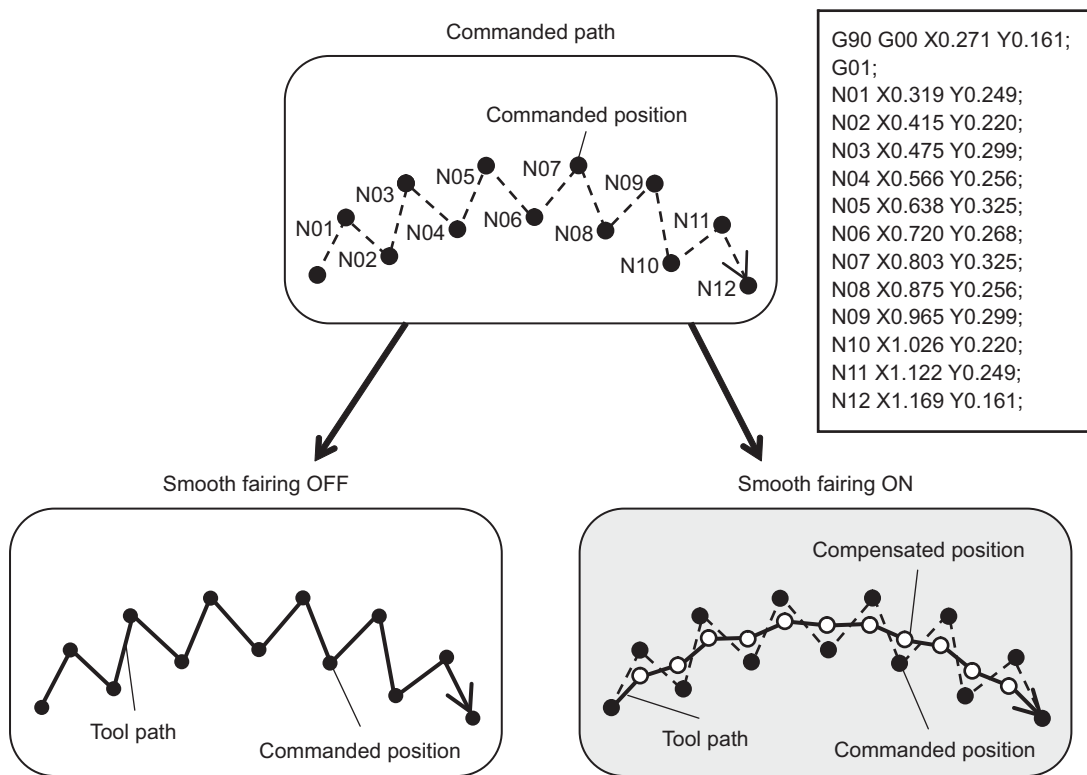 Commanded path
Commanded position
N01
N02
N03
N04
N05
N06
N07
N08
N09
N10
N11
N12
G90 G00 X0.271 Y0.161;
G01;
N01 X0.319 Y0.249;
N02 X0.415 Y0.220;
N03 X0.475 Y0.299;
N04 X0.566 Y0.256;
N05 X0.638 Y0.325;
N06 X0.720 Y0.268;
N07 X0.803 Y0.325;
N08 X0.875 Y0.256;
N09 X0.965 Y0.299;
N10 X1.026 Y0.220;
N11 X1.122 Y0.249;
N12 X1.169 Y0.161;
Smooth fairing OFF
Tool path
Commanded position
Smooth fairing ON
Compensated position
Tool path
Commanded position